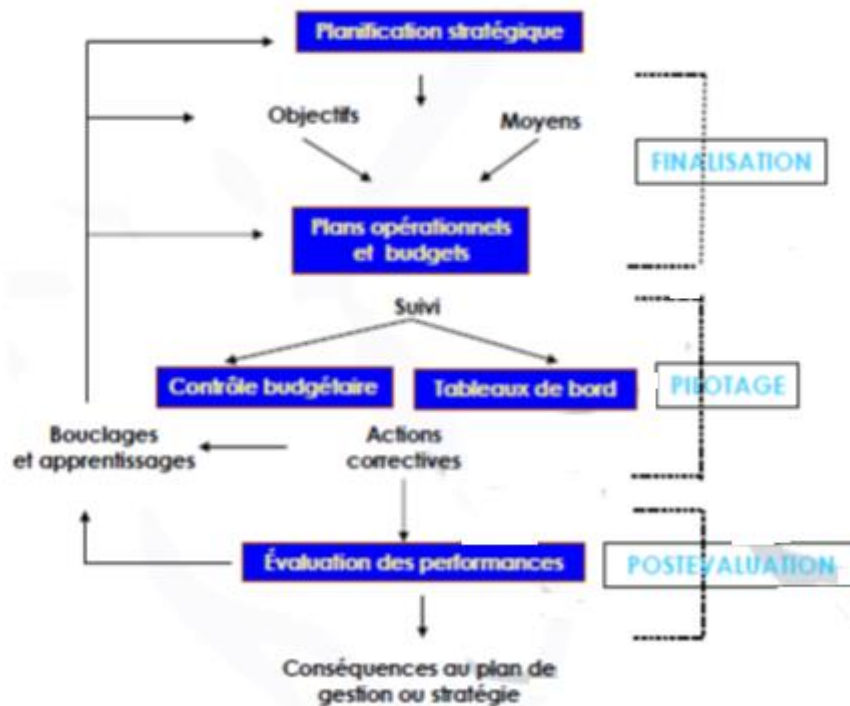 Planification stratégique
Objectifs
Moyens
FINALISATION
Plans opérationnels
et budgets
Suivi
Contrôle budgétaire
Tableaux de bord
PILOTAGE
Bouclages
et apprentissages
Actions
correctives
Évaluation des performances
POSTEVALUATION
Conséquences au plan de
gestion ou stratégie